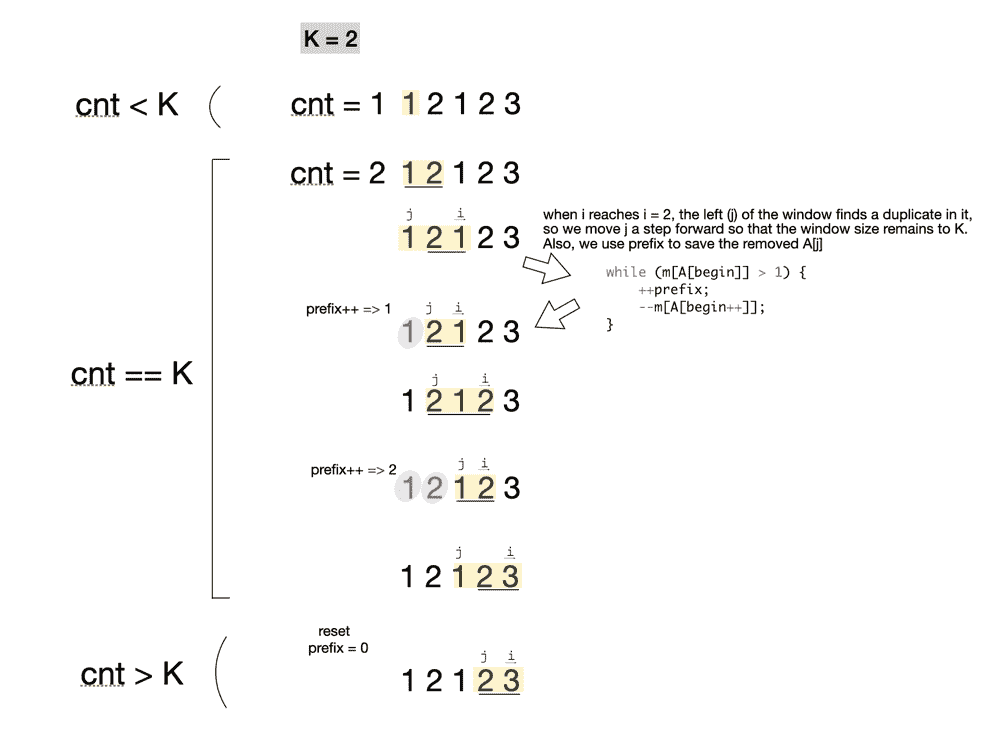 K = 2
cnt < K
cnt = 1 1 2 1 2 3
cnt = 2 1 2 1 2 3
j i
1 2 1 2 3
when i reaches i = 2, the left (j) of the window finds a duplicate in it,
so we move j a step forward so that the window size remains to K.
Also, we use prefix to save the removed A[j]
while (m[A[begin]] > 1) {
++prefix;
--m[A[begin++]];
}
prefix++ => 1
j i
1 2 1 2 3
cnt == K
j i
1 2 1 2 3
prefix++ => 2
j i
1 2 1 2 3
j i
1 2 1 2 3
cnt > K
reset
prefix = 0
j i
1 2 1 2 3